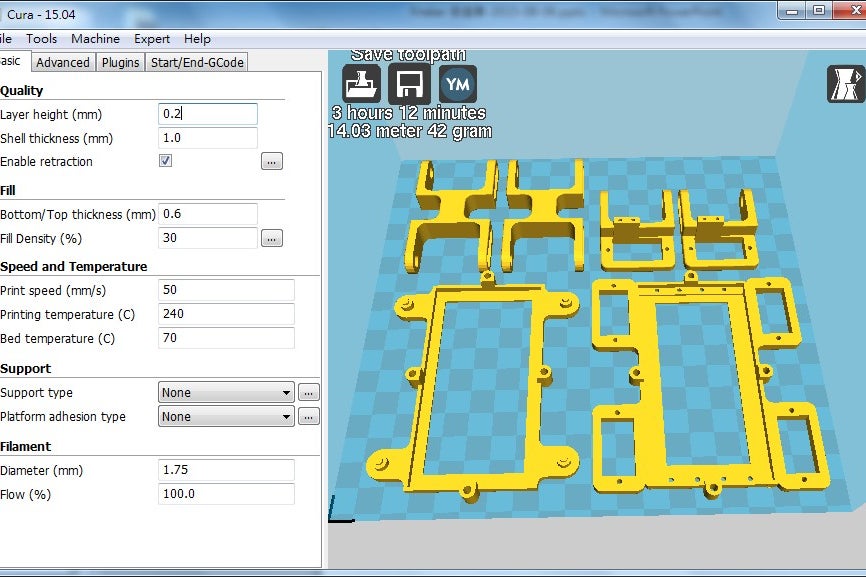 Cura - 15.04
ile Tools Machine Expert Help
asic Advanced Plugins Start/End-GCode
Quality
Layer height (mm) 0.2
Shell thickness (mm) 1.0
Enable retraction ...
Fill
Bottom/Top thickness (mm) 0.6
Fill Density (%) 30 ...
Speed and Temperature
Print speed (mm/s) 50
Printing temperature (C) 240
Bed temperature (C) 70
Support
Support type None ...
Platform adhesion type None ...
Filament
Diameter (mm) 1.75
Flow (%) 100.0
Save toolpath
YM
3 hours 12 minutes
14.03 meter 42 gram